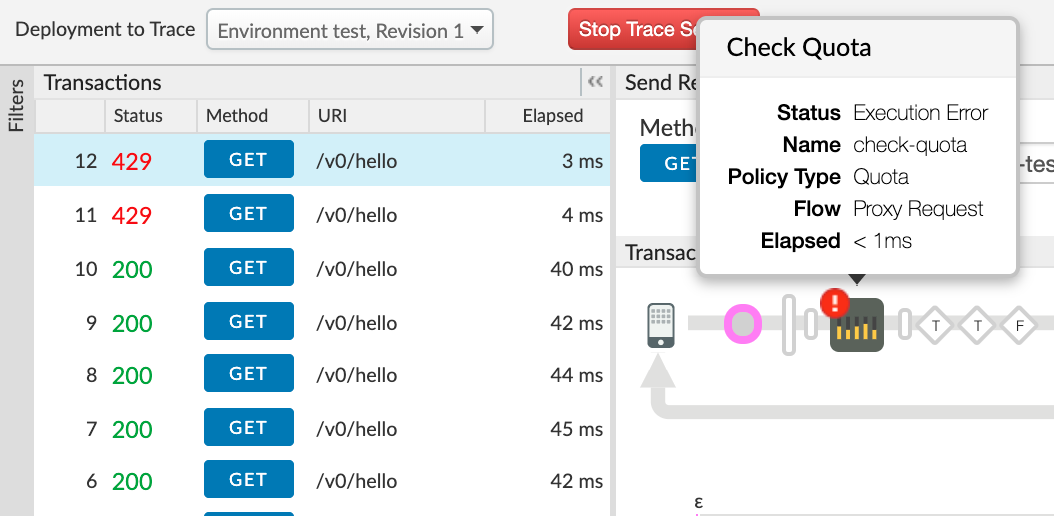 Deployment to Trace
Environment test, Revision 1
Stop Trace Se
Filters
Transactions
«
Status Method URI Elapsed
12 429 GET /v0/hello 3 ms
11 429 GET /v0/hello 4 ms
10 200 GET /v0/hello 40 ms
9 200 GET /v0/hello 42 ms
8 200 GET /v0/hello 44 ms
7 200 GET /v0/hello 45 ms
6 200 GET /v0/hello 42 ms
Send Re
Meth
GET
-tes
Transac
Check Quota
Status Execution Error
Name check-quota
Policy Type Quota
Flow Proxy Request
Elapsed < 1ms
!
T T F
ε